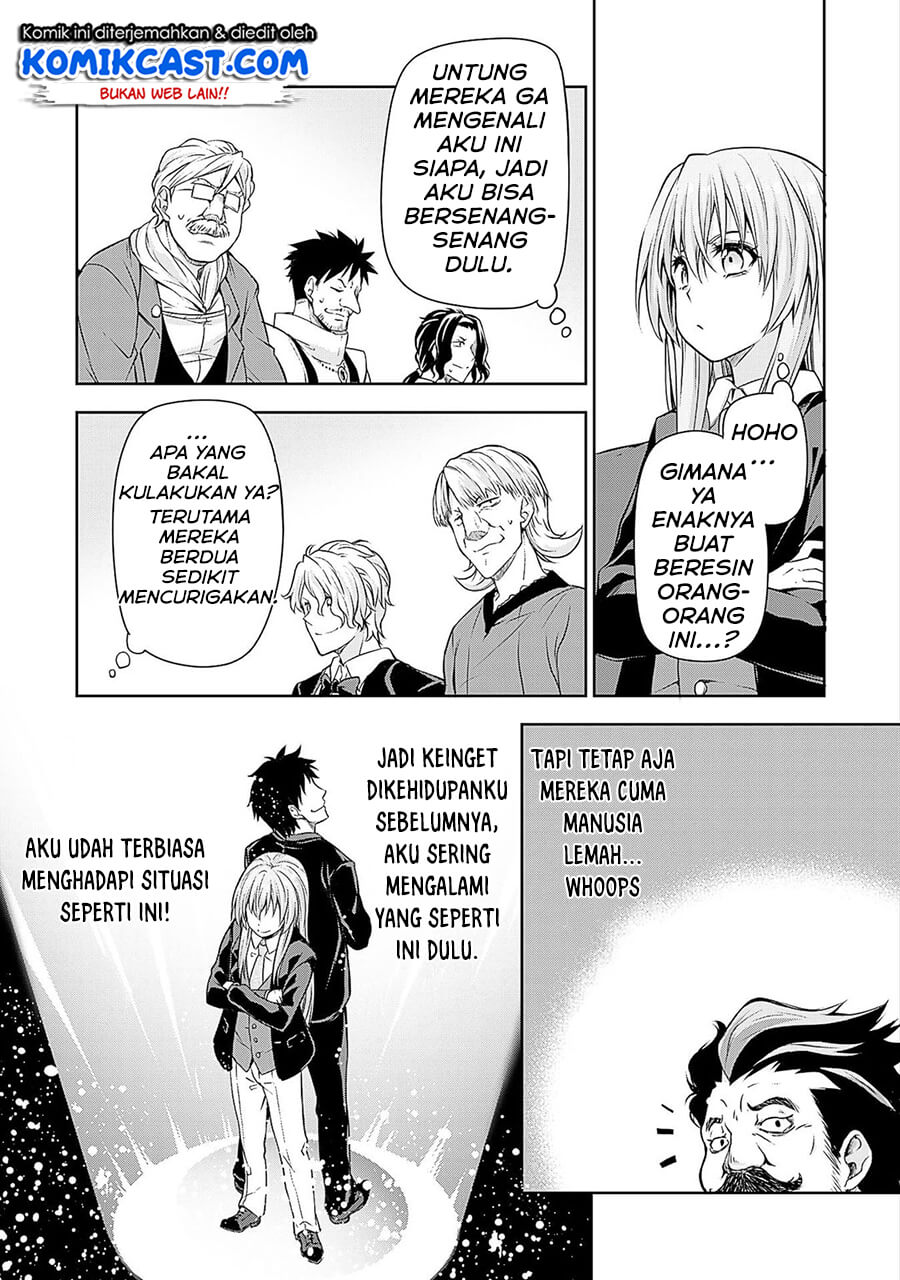 Komik ini diterjemahkan & diedit oleh
KOMIKCAST.COM
BUKAN WEB LAIN!!
HOHO
...
GIMANA
YA
ENAKNYA
BUAT
BERESIN
ORANG-
ORANG
INI...?
UNTUNG
MEREKA GA
MENGENALI
AKU INI
SIAPA, JADI
AKU BISA
BERSENANG-
SENANG
DULU.
...
APA YANG
BAKAL
KULAKUKAN YA?
TERUTAMA
MEREKA
BERDUA
SEDIKIT
MENCURIGAKAN.
TAPI TETAP AJA
MEREKA CUMA
MANUSIA
LEMAH...
WHOOPS
JADI KEINGET
DIKEHIDUPANKU
SEBELUMNYA,
AKU SERING
MENGALAMI
YANG SEPERTI
INI DULU.
AKU UDAH TERBIASA
MENGHADAPI SITUASI
SEPERTI INI!